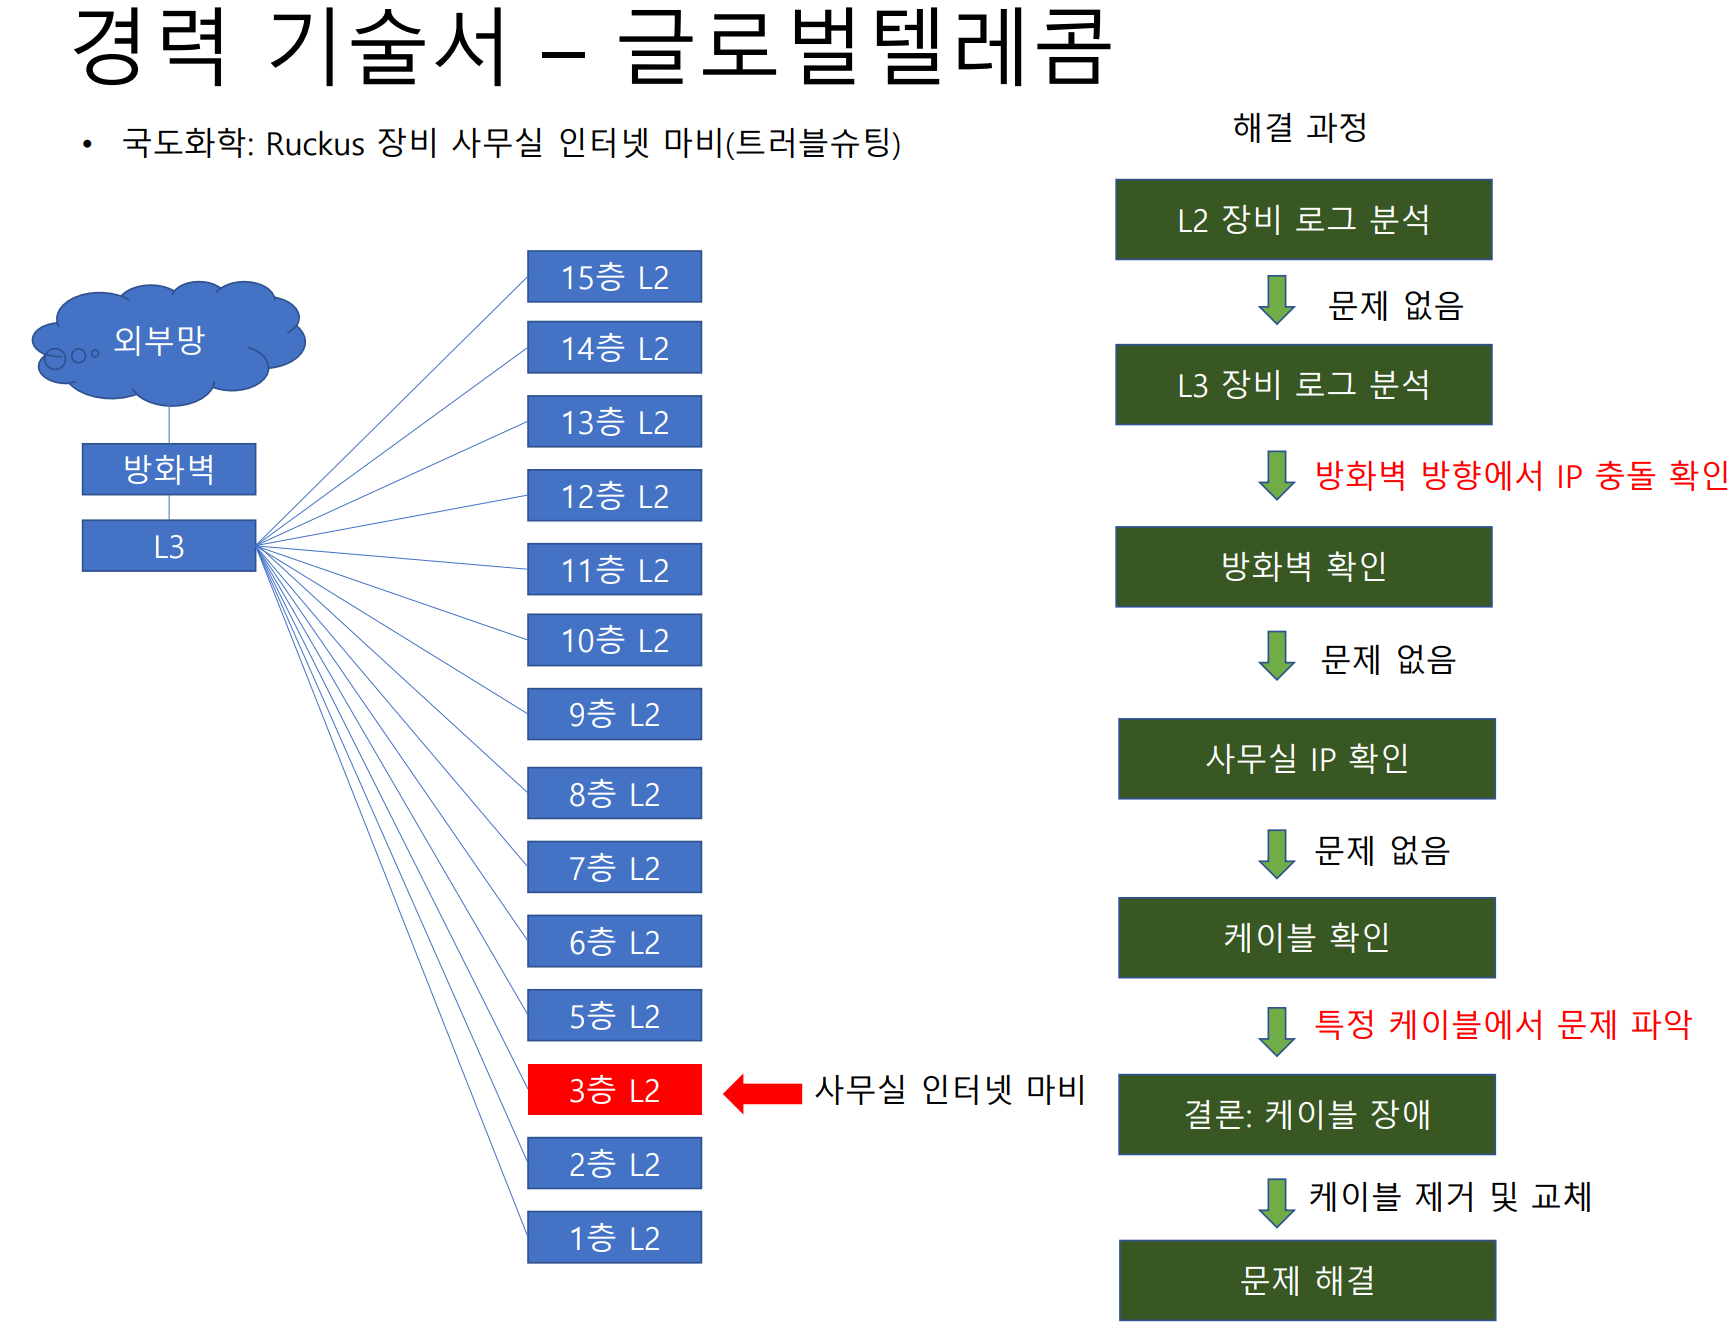 경력 기술서 – 글로벌텔레콤
• 국도화학: Ruckus 장비 사무실 인터넷 마비(트러블슈팅)
외부망
방화벽
L3
15층 L2
14층 L2
13층 L2
12층 L2
11층 L2
10층 L2
9층 L2
8층 L2
7층 L2
6층 L2
5층 L2
3층 L2
사무실 인터넷 마비
2층 L2
1층 L2
해결 과정
L2 장비 로그 분석
문제 없음
L3 장비 로그 분석
방화벽 방향에서 IP 충돌 확인
방화벽 확인
문제 없음
사무실 IP 확인
문제 없음
케이블 확인
특정 케이블에서 문제 파악
결론: 케이블 장애
케이블 제거 및 교체
문제 해결